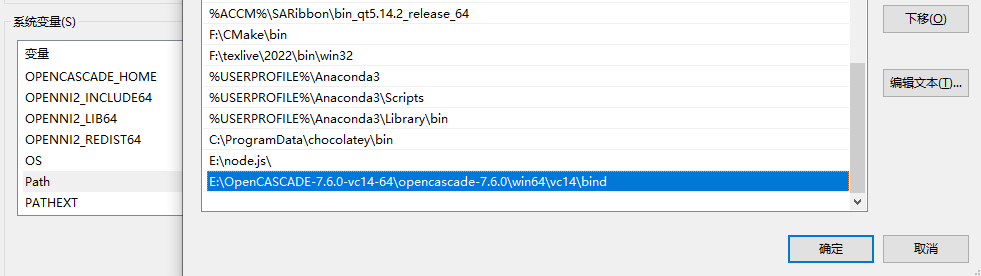 系统变量(S)
变量
OPENCASCADE_HOME
OPENNI2_INCLUDE64
OPENNI2_LIB64
OPENNI2_REDIST64
OS
Path
PATHEXT
%ACCM%\SARibbon\bin_qt5.14.2_release_64
F:\CMake\bin
F:\texlive\2022\bin\win32
%USERPROFILE%\Anaconda3
%USERPROFILE%\Anaconda3\Scripts
%USERPROFILE%\Anaconda3\Library\bin
C:\ProgramData\chocolatey\bin
E:\node.js\
E:\OpenCASCADE-7.6.0-vc14-64\opencascade-7.6.0\win64\vc14\bind
下移(O)
编辑文本(T)...
确定
取消